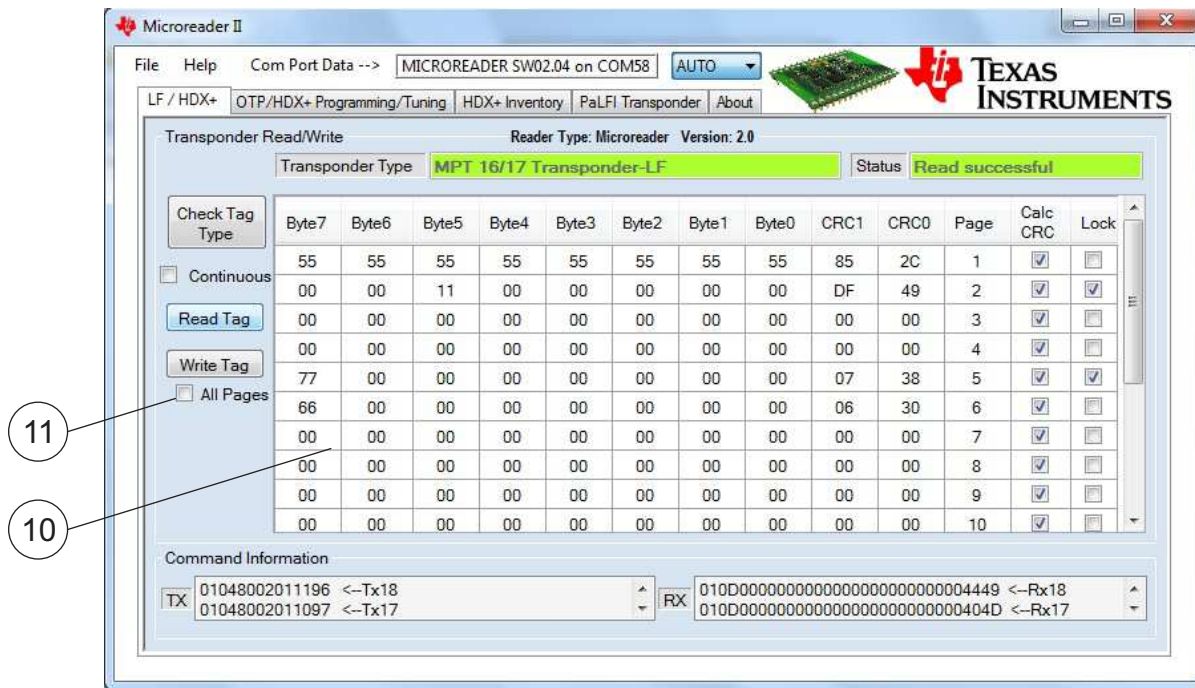 Microreader II
File Help Com Port Data --> MICROREADER SW02.04 on COM58 AUTO
TEXAS INSTRUMENTS
LF / HDX+ OTP/HDX+ Programming/Tuning HDX+ Inventory PaLFI Transponder About
Transponder Read/Write Reader Type: Microreader Version: 2.0
Transponder Type MPT 16/17 Transponder-LF Status Read successful
Check Tag Type
Continuous
Read Tag
Write Tag
All Pages
Byte7 Byte6 Byte5 Byte4 Byte3 Byte2 Byte1 Byte0 CRC1 CRC0 Page Calc CRC Lock
55 55 55 55 55 55 55 55 85 2C 1
00 00 11 00 00 00 00 00 DF 49 2
00 00 00 00 00 00 00 00 00 00 3
00 00 00 00 00 00 00 00 00 00 4
77 00 00 00 00 00 00 00 07 38 5
66 00 00 00 00 00 00 00 06 30 6
00 00 00 00 00 00 00 00 00 00 7
00 00 00 00 00 00 00 00 00 00 8
00 00 00 00 00 00 00 00 00 00 9
00 00 00 00 00 00 00 00 00 00 10
11
10
Command Information
TX 01048002011196 <--Tx18
01048002011097 <--Tx17
RX 010D00000000000000000000000004449 <--Rx18
010D0000000000000000000000000404D <--Rx17